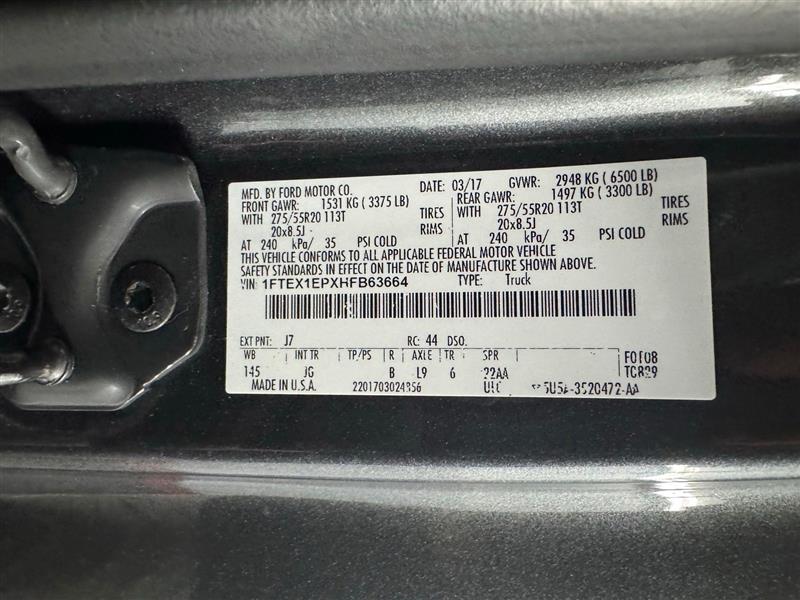 MFD. BY FORD MOTOR CO. DATE: 03/17 GVWR: 2948 KG ( 6500 LB)
FRONT GAWR: 1531 KG ( 3375 LB) REAR GAWR: 1497 KG ( 3300 LB)
WITH 275/55R20 113T TIRES WITH 275/55R20 113T TIRES
20x8.5J RIMS 20x8.5J RIMS
AT 240 kPa/ 35 PSI COLD AT 240 kPa/ 35 PSI COLD
THIS VEHICLE CONFORMS TO ALL APPLICABLE FEDERAL MOTOR VEHICLE
SAFETY STANDARDS IN EFFECT ON THE DATE OF MANUFACTURE SHOWN ABOVE.
VIN: 1FTEX1EPXHFB63664 TYPE: Truck
EXT PNT: J7 RC: 44 DSO:
WB INT TR TP/PS R AXLE TR SPR F0108
145 JG B L9 6 22AA TC829
MADE IN U.S.A. 2201703024356